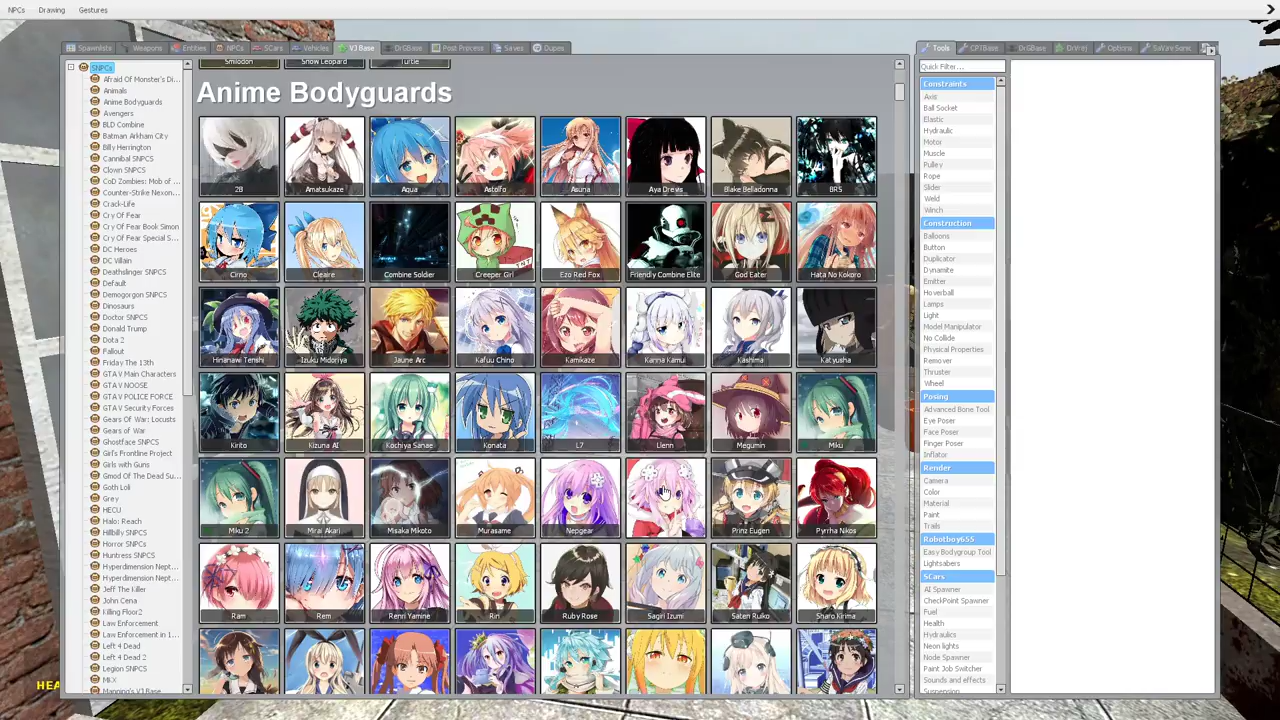 NPCs Drawing Gestures
Spawnlists Weapons Entities NPCs SCars Vehicles VJ Base DrGBase Post Process Saves Dupes
Tools CPTBase DrGBase Options
SNPCs
Afraid Of Monster's Di...
Animals
Anime Bodyguards
Avengers
BLD Combine
Batman Arkham City
Billy Herrington
Cannibal SNPCS
Clown SNPCS
CoD Zombies: Mob of ...
Counter-Strike Nexon...
Crack-Life
Cry Of Fear
Cry Of Fear Book Simon
Cry Of Fear Special S...
DC Heroes
DC Villain
Deathslinger SNPCS
Default
Demogorgon SNPCS
Dinosaurs
Doctor SNPCS
Donald Trump
Dota 2
Fallout
Friday The 13th
GTA V Main Characters
GTA V NOOSE
GTA V POLICE FORCE
GTA V Security Forces
Gears Of War: Locusts
Gears of War
Ghostface SNPCS
Girl's Frontline Project
Girls with Guns
Gmod Of The Dead Su...
Goth Loli
Grey
HECU
Halo: Reach
Hillbilly SNPCS
Horror SNPCs
Huntress SNPCS
Hyperdimension Nept...
Hyperdimension Nept...
Jeff The Killer
John Cena
Killing Floor2
Law Enforcement
Law Enforcement in 1...
Left 4 Dead
Left 4 Dead 2
Legion SNPCS
MKX
Manning's VJ Base
Smilodon Snow Leopard Turtle
Anime Bodyguards
2B Amatsukaze Aqua Astolfo Asuna Aya Drevis Blake Belladonna BRS
Cirno Cleaire Combine Soldier Creeper Girl Ezo Red Fox Friendly Combine Elite God Eater Hata No Kokoro
Hinanawi Tenshi Izuku Midoriya Jaune Arc Kafuu Chino Kamikaze Kanna Kamui Kashima Katyusha
Kirito Kizuna AI Kochiya Sanae Konata L7 Llenn Megumin Miku
Miku 2 Mirai Akari Misaka Mikoto Murasame Nepgear Prinz Eugen Pyrrha Nikos
Ram Rem Renri Yamine Riri Ruby Rose Sagiri Izumi Saten Ruiko Sharo Kirima
Quick Filter...
Constraints
Axis
Ball Socket
Elastic
Hydraulic
Motor
Muscle
Pulley
Rope
Slider
Weld
Winch
Construction
Balloons
Button
Duplicator
Dynamite
Emitter
Hoverball
Lamps
Light
Model Manipulator
No Collide
Physical Properties
Remover
Thruster
Wheel
Posing
Advanced Bone Tool
Eye Poser
Face Poser
Finger Poser
Inflator
Render
Camera
Color
Material
Paint
Trails
Robotboy655
Easy Bodygroup Tool
Lightsabers
SCars
AI Spawner
CheckPoint Spawner
Fuel
Health
Hydraulics
Neon lights
Node Spawner
Paint Job Switcher
Sounds and effects
Suspension
HEA